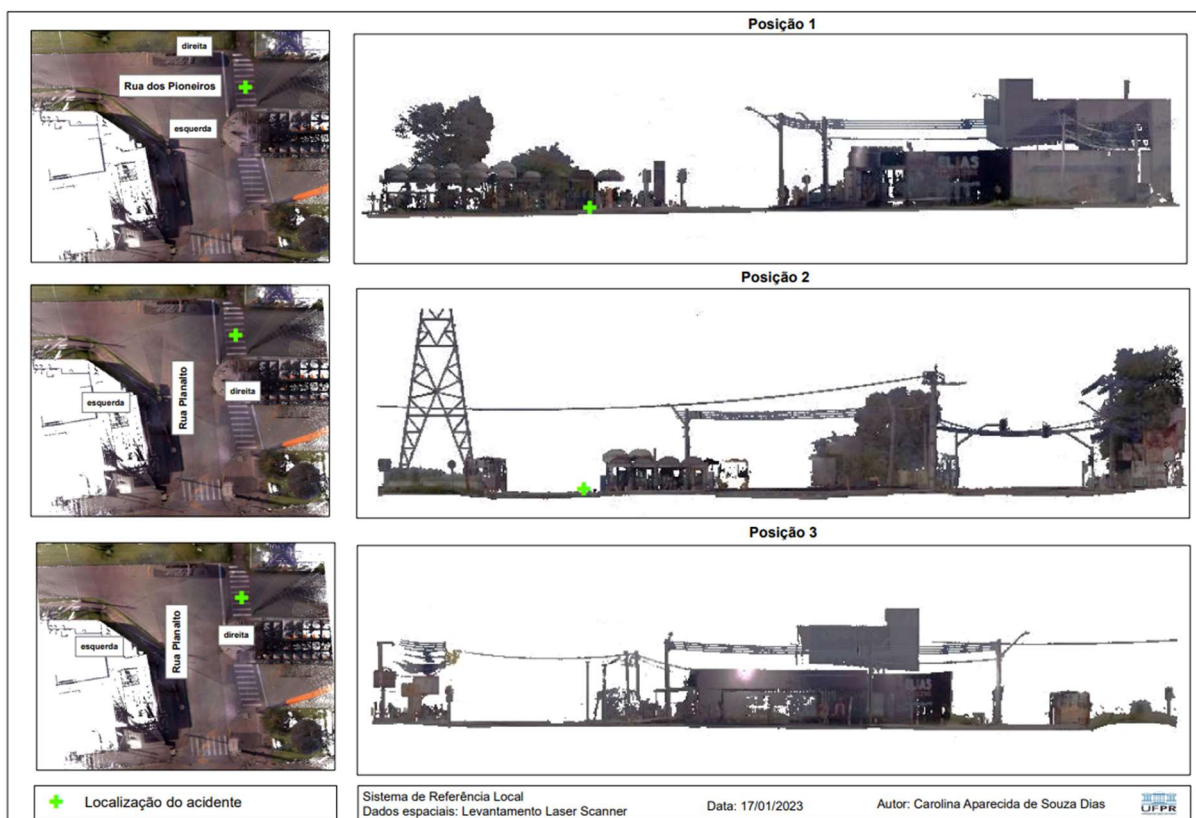 Posição 1
direita
Rua dos Pioneiros
esquerda
ELIAS
Posição 2
esquerda
Rua Planalto
direita
Posição 3
esquerda
Rua Planalto
direita
ELIAS
Localização do acidente
Sistema de Referência Local
Dados espaciais: Levantamento Laser Scanner
Data: 17/01/2023
Autor: Carolina Aparecida de Souza Dias
UFPR